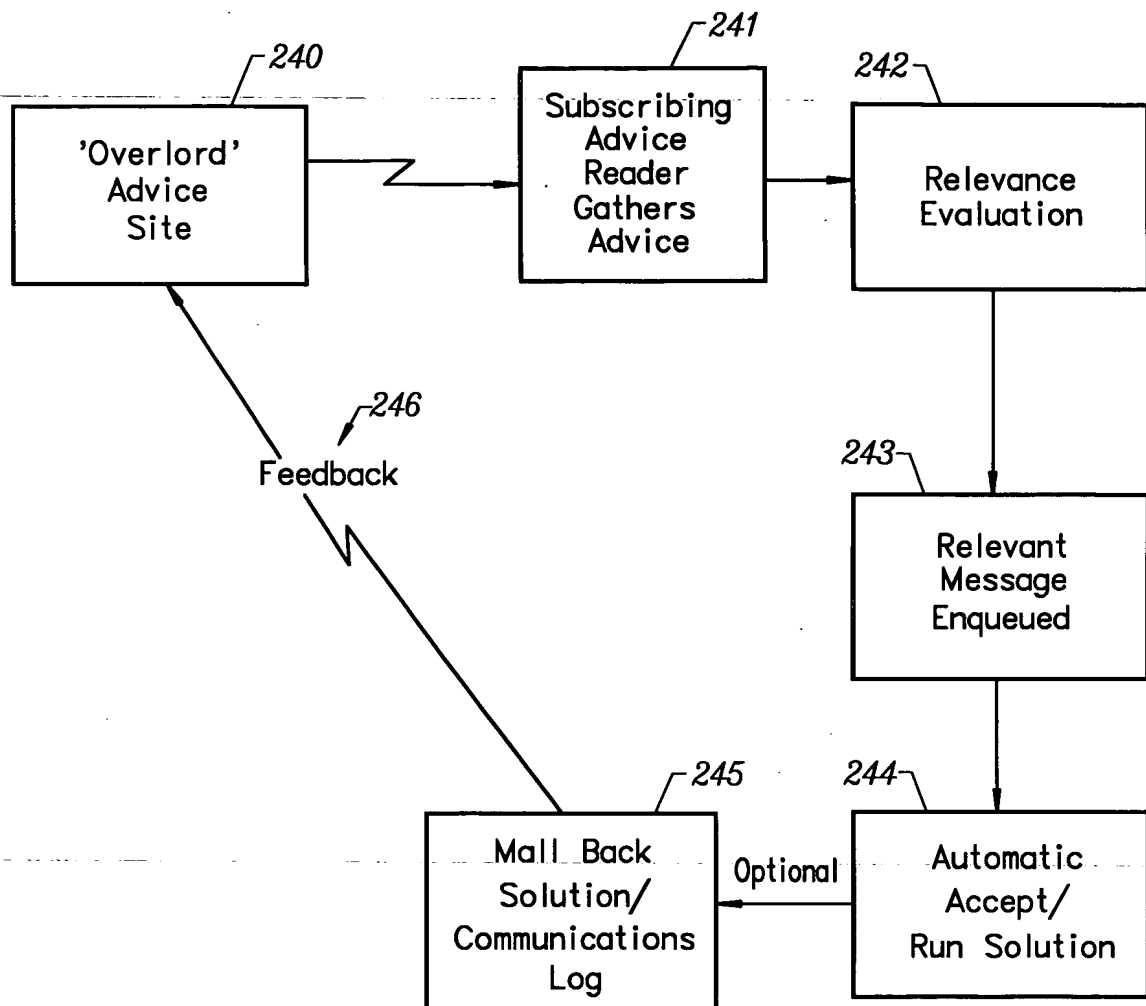 240
'Overlord'
Advice
Site
241
Subscribing
Advice
Reader
Gathers
Advice
242
Relevance
Evaluation
243
Relevant
Message
Enqueued
244
Automatic
Accept/
Run Solution
Optional
245
Mall Back
Solution/
Communications
Log
246
Feedback